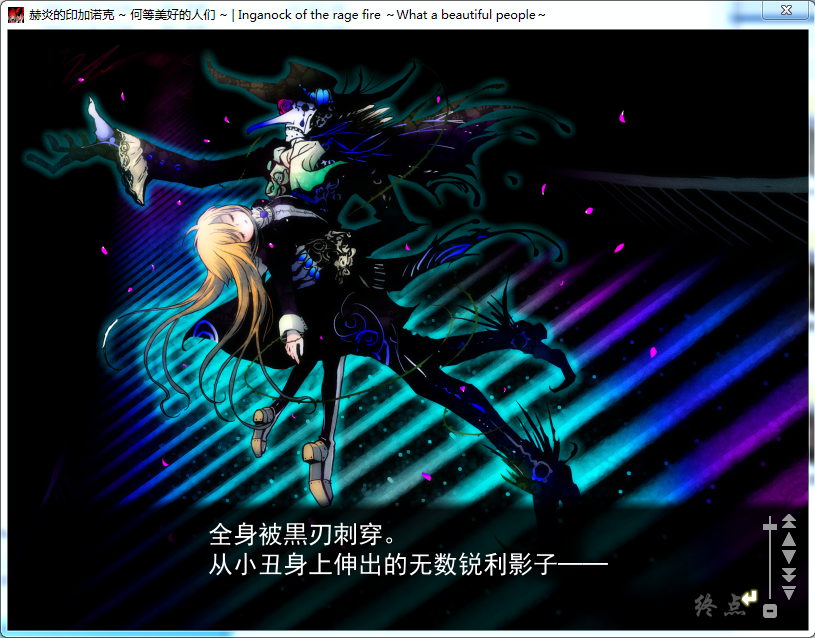 赫炎的印加诺克 ~ 何等美好的人们 ~ | Inganock of the rage fire ～What a beautiful people～
全身被黒刃刺穿。
从小丑身上伸出的无数锐利影子——
终点